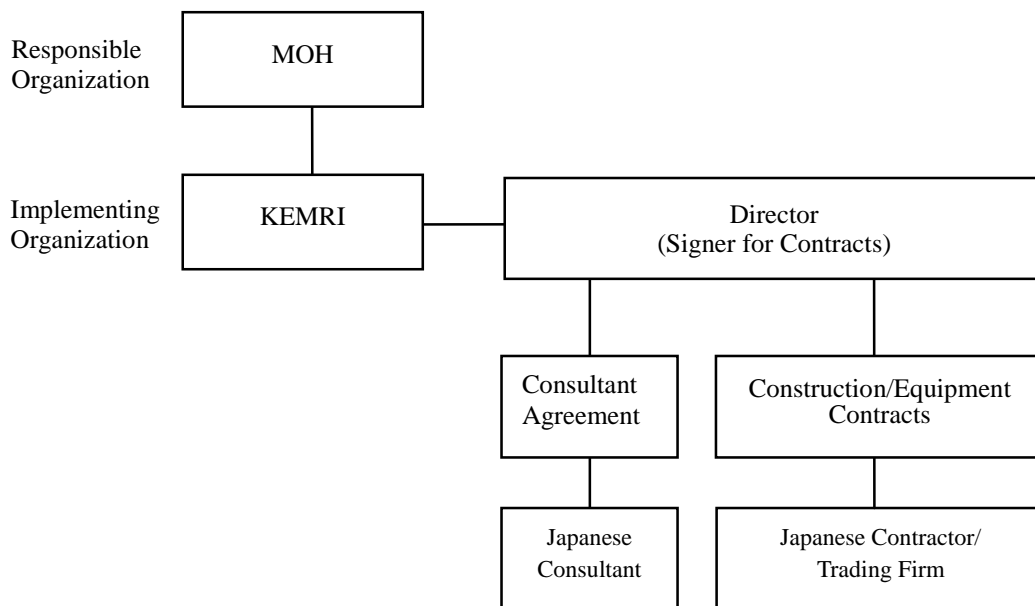 Responsible
Organization
MOH
Implementing
Organization
KEMRI
Director
(Signer for Contracts)
Consultant
Agreement
Construction/Equipment
Contracts
Japanese
Consultant
Japanese Contractor/
Trading Firm